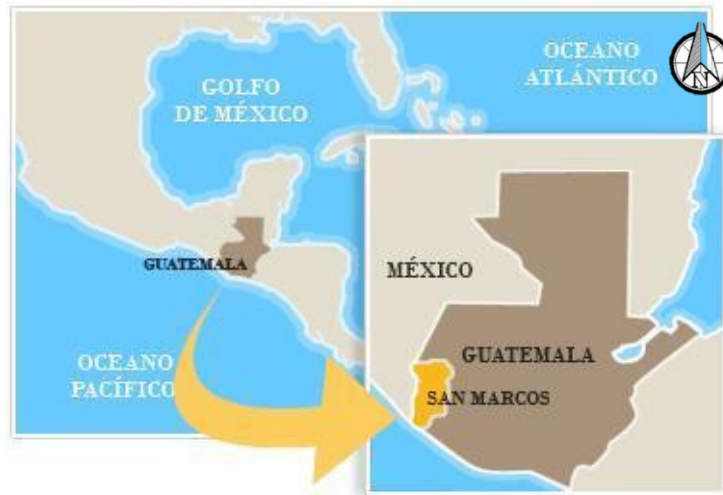 OCEANO
ATLÁNTICO
N
GOLFO
DE MÉXICO
GUATEMALA
MÉXICO
OCEANO
PACÍFICO
GUATEMALA
SAN MARCOS